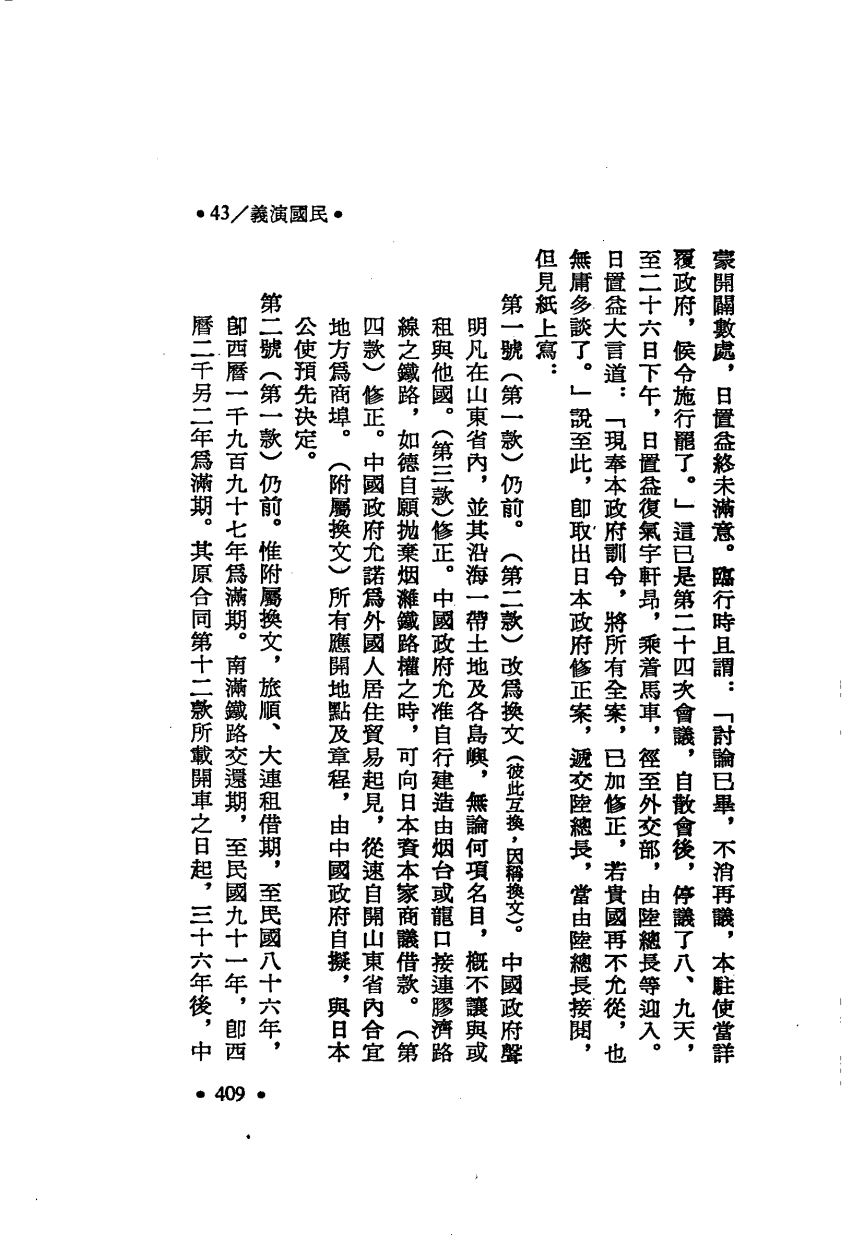 •43／義演國民•
蒙開闢數處，日置益終未滿意。臨行時且謂：「討論已畢，不消再議，本駐使當詳
覆政府，候令施行罷了。」這已是第二十四次會議，自散會後，停議了八、九天，
至二十六日下午，日置益復氣宇軒昂，乘着馬車，徑至外交部，由陸總長等迎入。
日置益大言道：「現奉本政府訓令，將所有全案，已加修正，若貴國再不允從，也
無庸多談了。」說至此，卽取出日本政府修正案，遞交陸總長，當由陸總長接閱，
但見紙上寫：
第一號（第一款）仍前。（第二款）改爲換文（彼此互換，因稱換文）。中國政府聲
明凡在山東省內，並其沿海一帶土地及各島嶼，無論何項名目，概不讓與或
租與他國。（第三款）修正。中國政府允准自行建造由烟台或龍口接連膠濟路
線之鐵路，如德自願抛棄烟濰鐵路權之時，可向日本資本家商議借款。（第
四款）修正。中國政府允諾爲外國人居住貿易起見，從速自開山東省內合宜
地方爲商埠。（附屬換文）所有應開地點及章程，由中國政府自擬，與日本
公使預先決定。
第二號（第一款）仍前。惟附屬換文，旅順、大連租借期，至民國八十六年，
卽西曆一千九百九十七年爲滿期。南滿鐵路交還期，至民國九十一年，卽西
曆二千另二年爲滿期。其原合同第十二款所載開車之日起，三十六年後，中
•409•